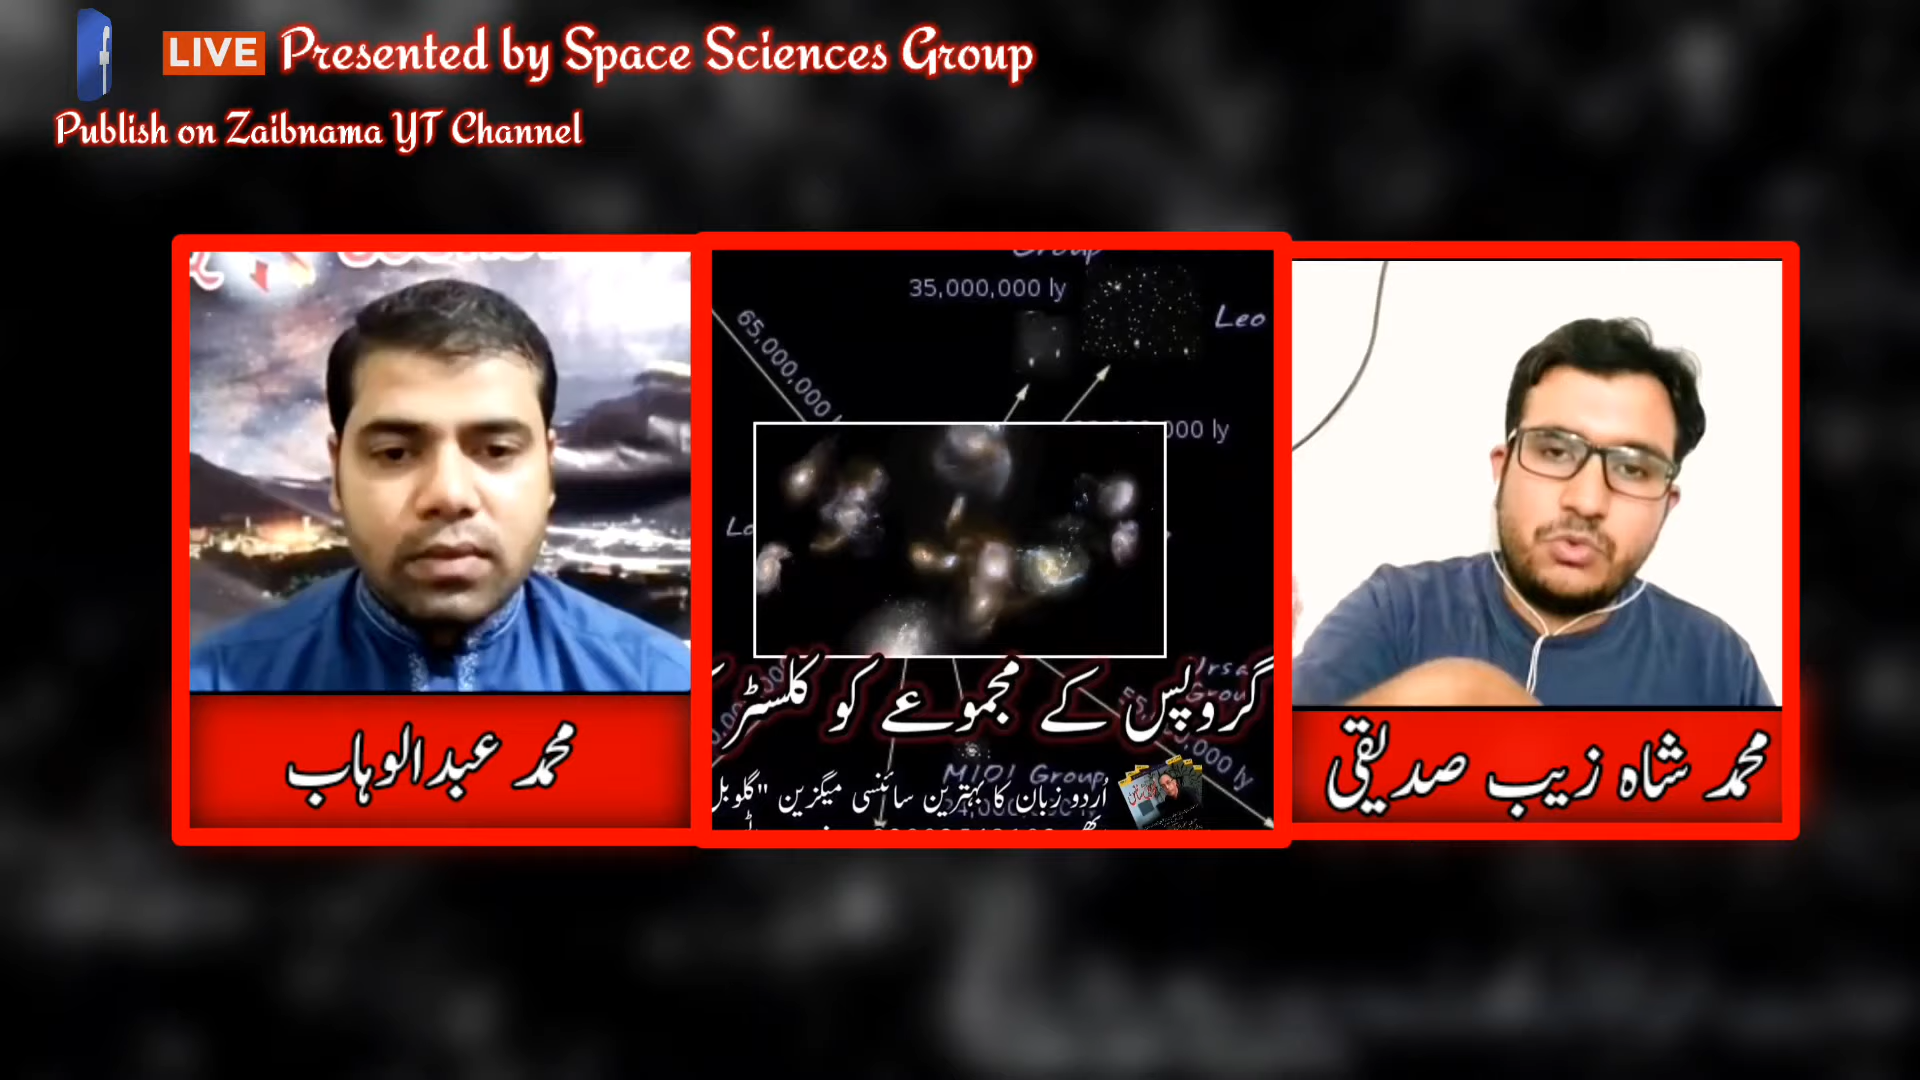 LIVE Presented by Space Sciences Group
Publish on Zaibnama YT Channel
Group
35,000,000 ly
Leo
65,000,000
000 ly
گروپس کے مجموعے کو کلسٹر
M101 Group
اُردو زبان کا بہترین سائنسی میگزین "گلوبل
محمد عبدالوہاب
محمد شاہ زیب صدیقی